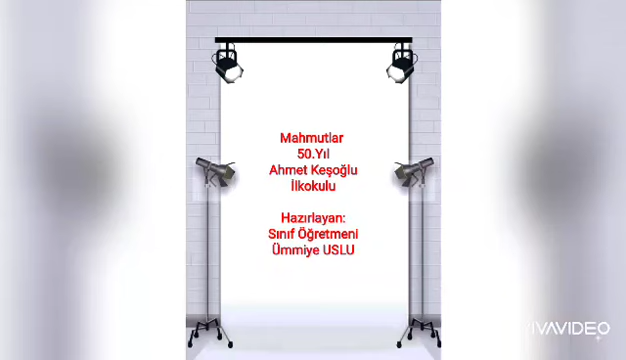 Mahmutlar
50.Yıl
Ahmet Keşoğlu
İlkokulu
Hazırlayan:
Sınıf Öğretmeni
Ümmiye USLU
VIVAVIDEO